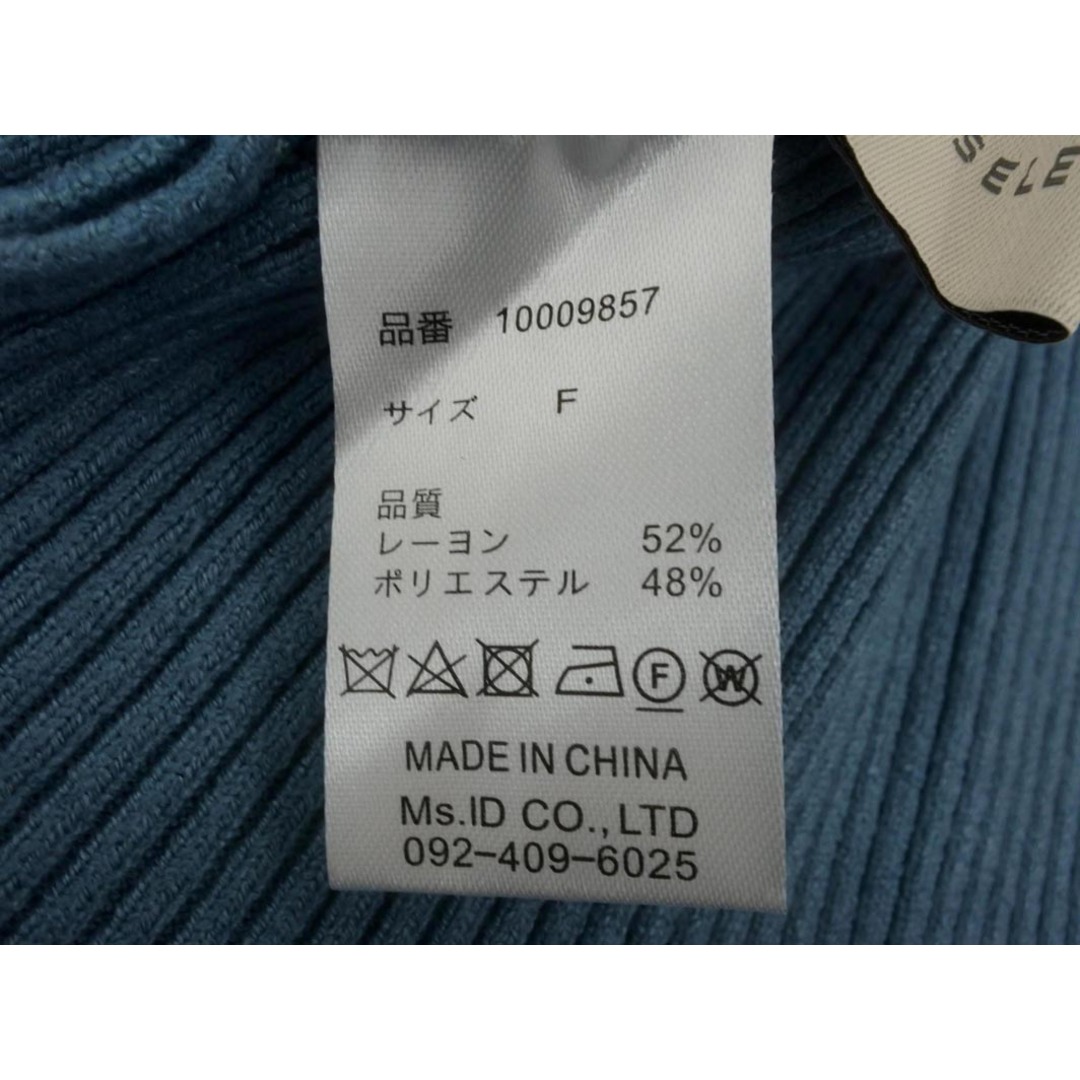 SELE
品番 10009857
サイズ F
品質
レーヨン 52%
ポリエステル 48%
F W
MADE IN CHINA
Ms.ID CO.,LTD
092-409-6025